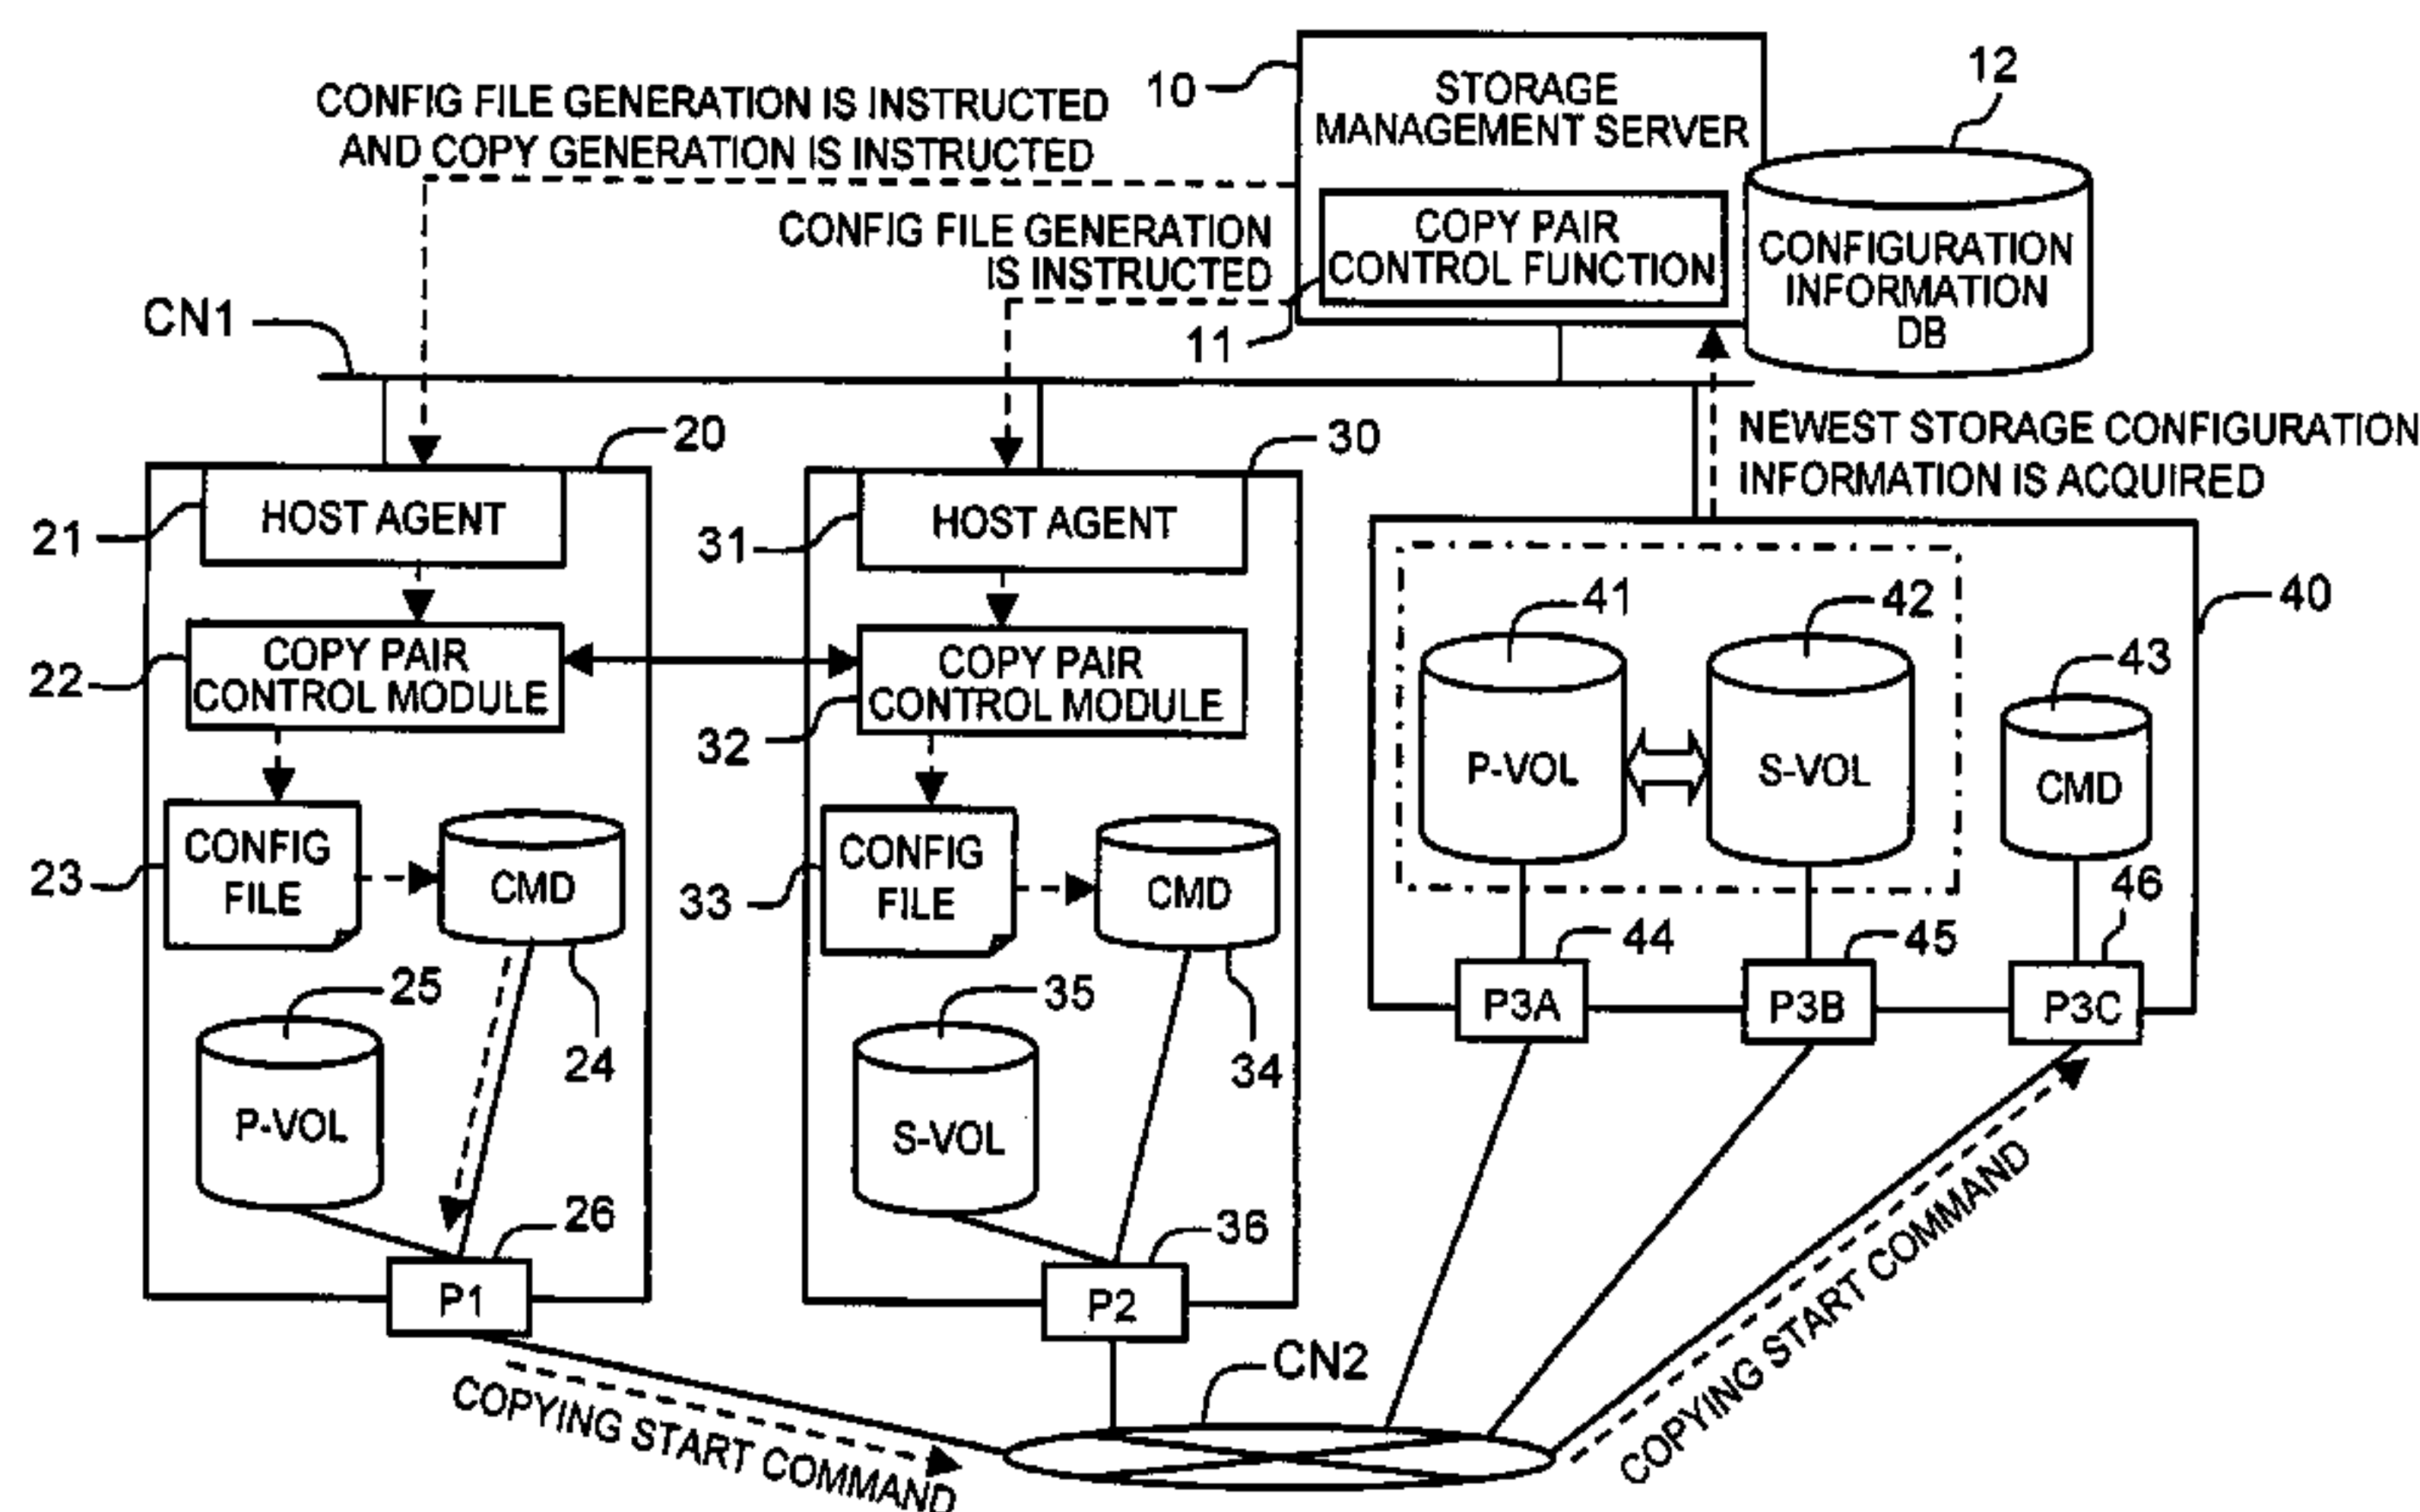 CONFIG FILE GENERATION IS INSTRUCTED
AND COPY GENERATION IS INSTRUCTED
10
STORAGE
MANAGEMENT SERVER
12
CONFIG FILE GENERATION
IS INSTRUCTED
COPY PAIR
CONTROL FUNCTION
CONFIGURATION
INFORMATION
DB
CN1
11
NEWEST STORAGE CONFIGURATION
INFORMATION IS ACQUIRED
20
30
21
HOST AGENT
31
HOST AGENT
40
41
42
43
22
COPY PAIR
CONTROL MODULE
32
COPY PAIR
CONTROL MODULE
P-VOL
S-VOL
CMD
23
CONFIG
FILE
CMD
33
CONFIG
FILE
CMD
44
45
46
25
24
35
34
P3A
P3B
P3C
P-VOL
S-VOL
26
36
P1
P2
CN2
COPYING START COMMAND
COPYING START COMMAND